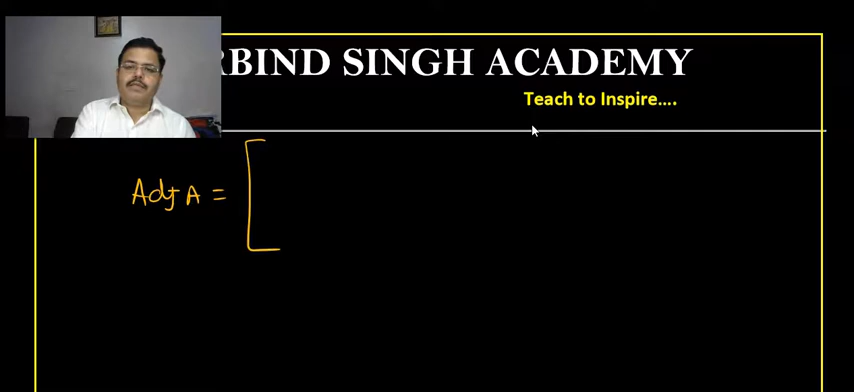 RBIND SINGH ACADEMY
Teach to Inspire....
Adj A = [